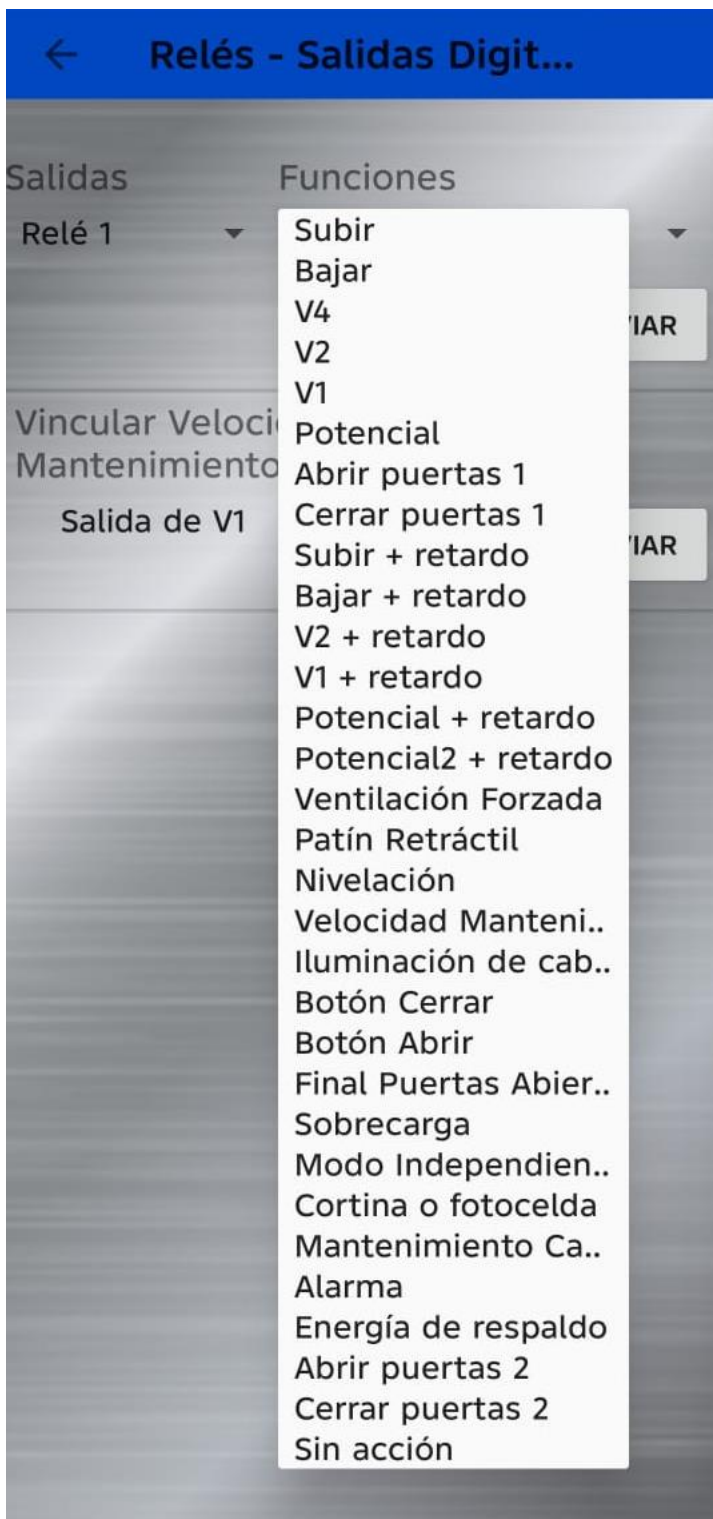 Relés - Salidas Digit...
Salidas
Funciones
Relé 1
Subir
Bajar
V4
V2
V1
Potencial
Abrir puertas 1
Cerrar puertas 1
Subir + retardo
Bajar + retardo
V2 + retardo
V1 + retardo
Potencial + retardo
Potencial2 + retardo
Ventilación Forzada
Patín Retráctil
Nivelación
Velocidad Manteni..
Iluminación de cab..
Botón Cerrar
Botón Abrir
Final Puertas Abier..
Sobrecarga
Modo Independien..
Cortina o fotocelda
Mantenimiento Ca..
Alarma
Energía de respaldo
Abrir puertas 2
Cerrar puertas 2
Sin acción
IAR
Vincular Veloci
Mantenimiento
Salida de V1
IAR